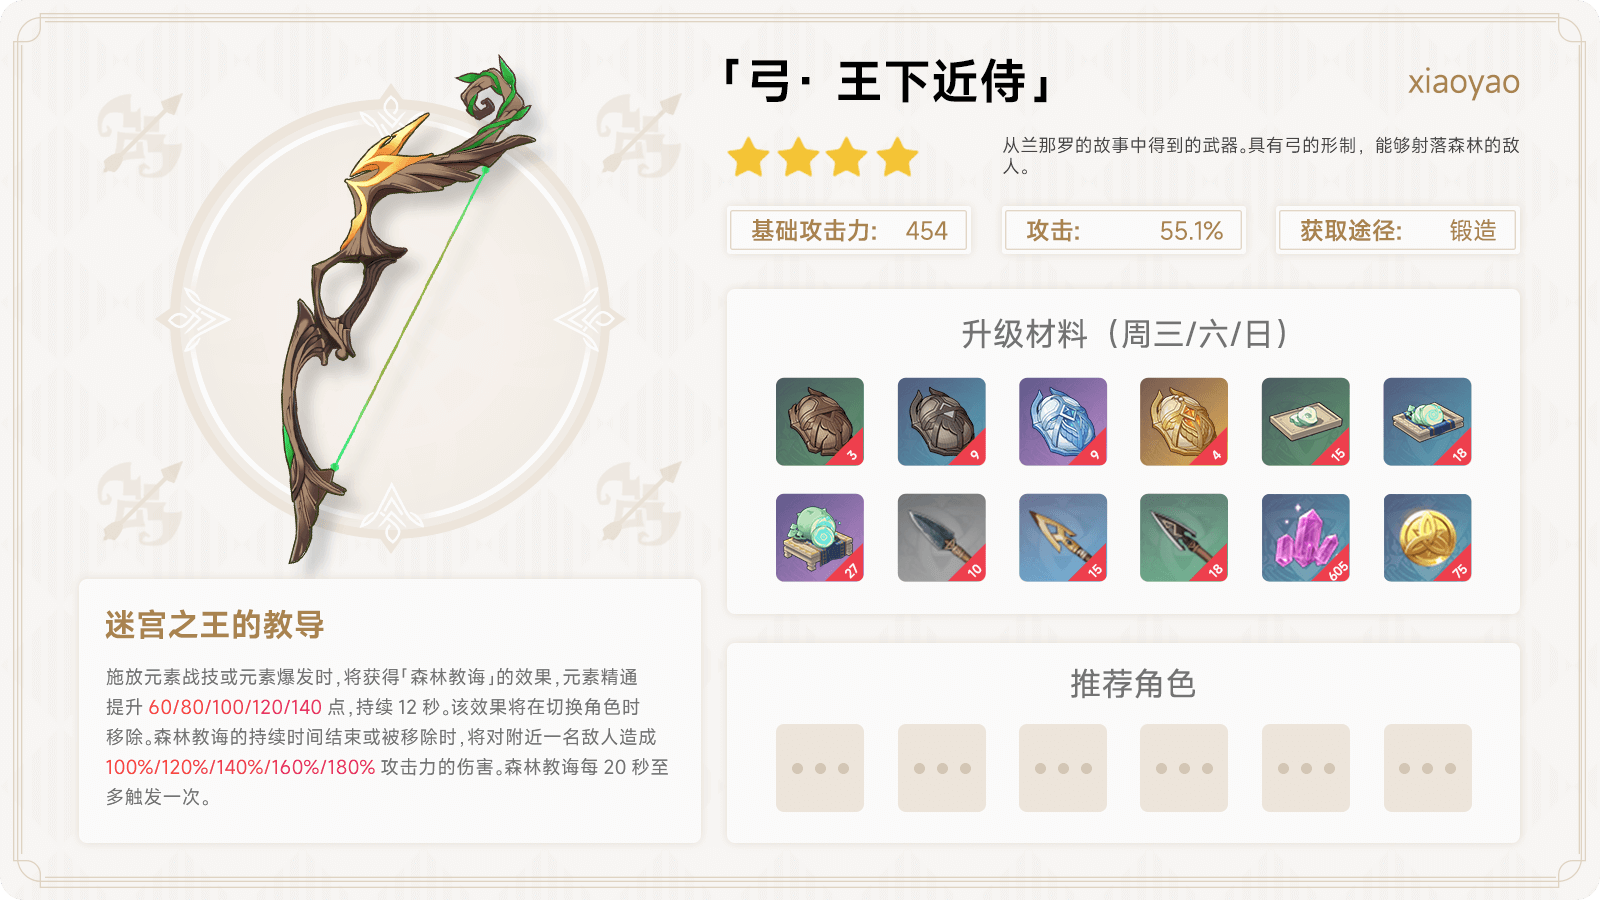 「弓· 王下近侍」
xiaoyao
从兰那罗的故事中得到的武器。具有弓的形制，能够射落森林的敌
人。
基础攻击力: 454
攻击: 55.1%
获取途径: 锻造
升级材料（周三/六/日）
3 9 9 4 15 18
27 10 15 18 605 75
迷宫之王的教导
施放元素战技或元素爆发时,将获得「森林教诲」的效果,元素精通
提升 60/80/100/120/140 点,持续 12 秒。该效果将在切换角色时
移除。森林教诲的持续时间结束或被移除时,将对附近一名敌人造成
100%/120%/140%/160%/180% 攻击力的伤害。森林教诲每 20 秒至
多触发一次。
推荐角色